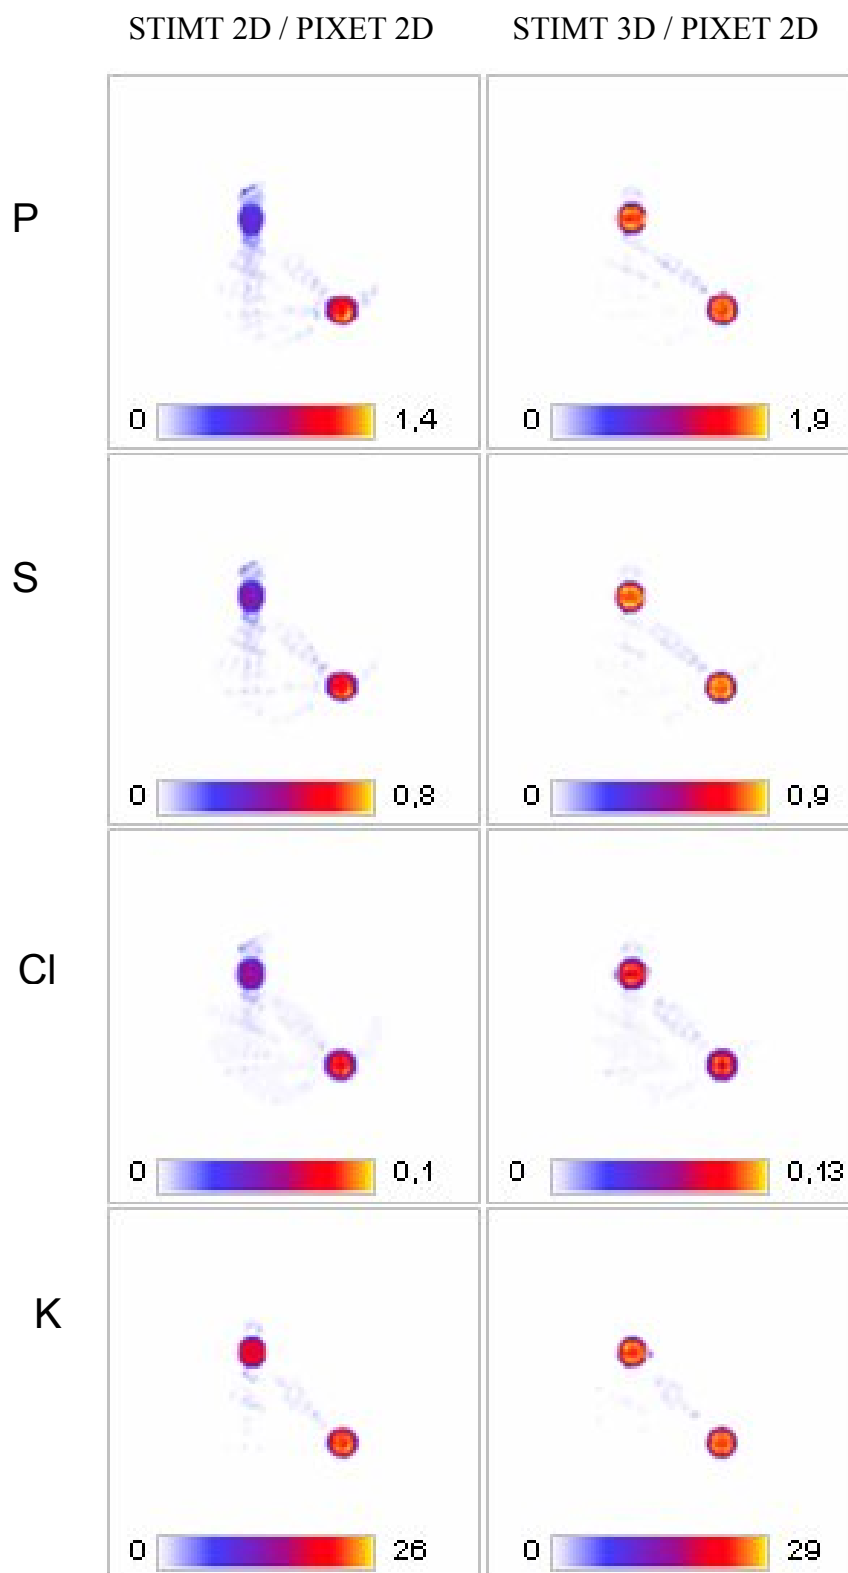 STIMT 2D / PIXET 2D STIMT 3D / PIXET 2D
P
0 1,4 0 1,9
S
0 0,8 0 0,9
Cl
0 0,1 0 0,13
K
0 26 0 29